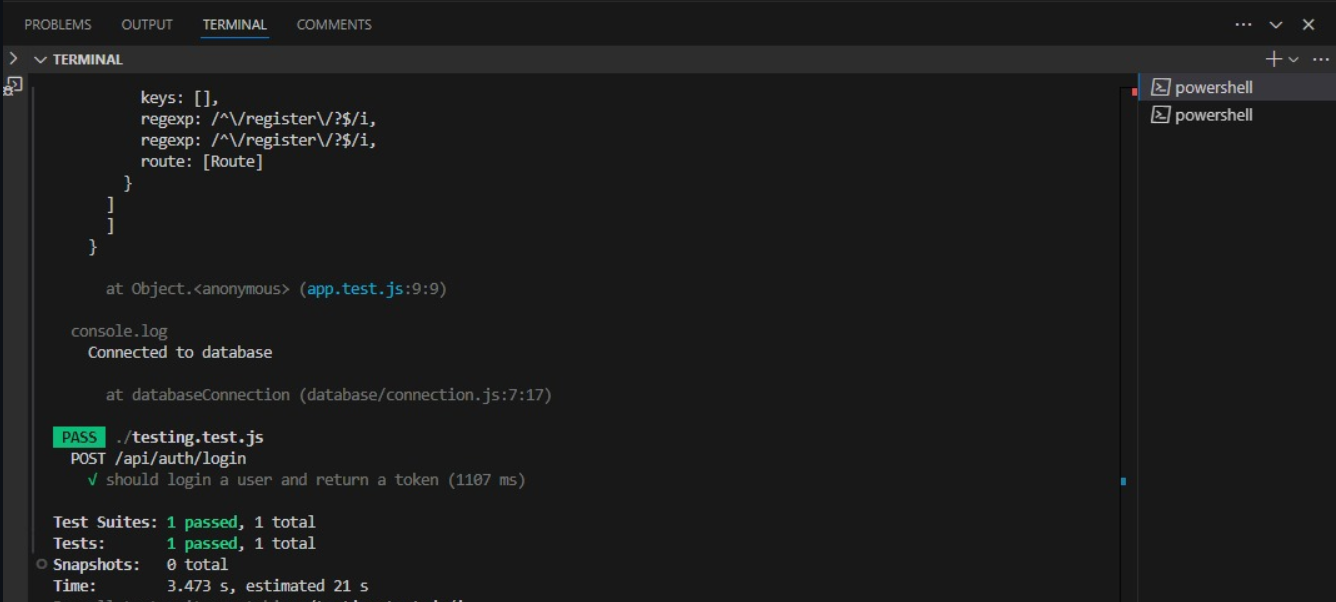 PROBLEMS OUTPUT TERMINAL COMMENTS
TERMINAL
powershell
powershell
keys: [],
regexp: /^\/register\/?$/i,
regexp: /^\/register\/?$/i,
route: [Route]
}
]
]
}
at Object.<anonymous> (app.test.js:9:9)
console.log
Connected to database
at databaseConnection (database/connection.js:7:17)
PASS ./testing.test.js
POST /api/auth/login
√ should login a user and return a token (1107 ms)
Test Suites: 1 passed, 1 total
Tests: 1 passed, 1 total
Snapshots: 0 total
Time: 3.473 s, estimated 21 s